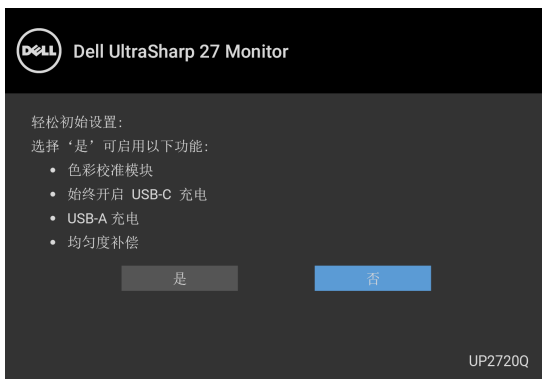 DELL Dell UltraSharp 27 Monitor
轻松初始设置:
选择‘是’可启用以下功能:
• 色彩校准模块
• 始终开启 USB-C 充电
• USB-A 充电
• 均匀度补偿
是 否
UP2720Q